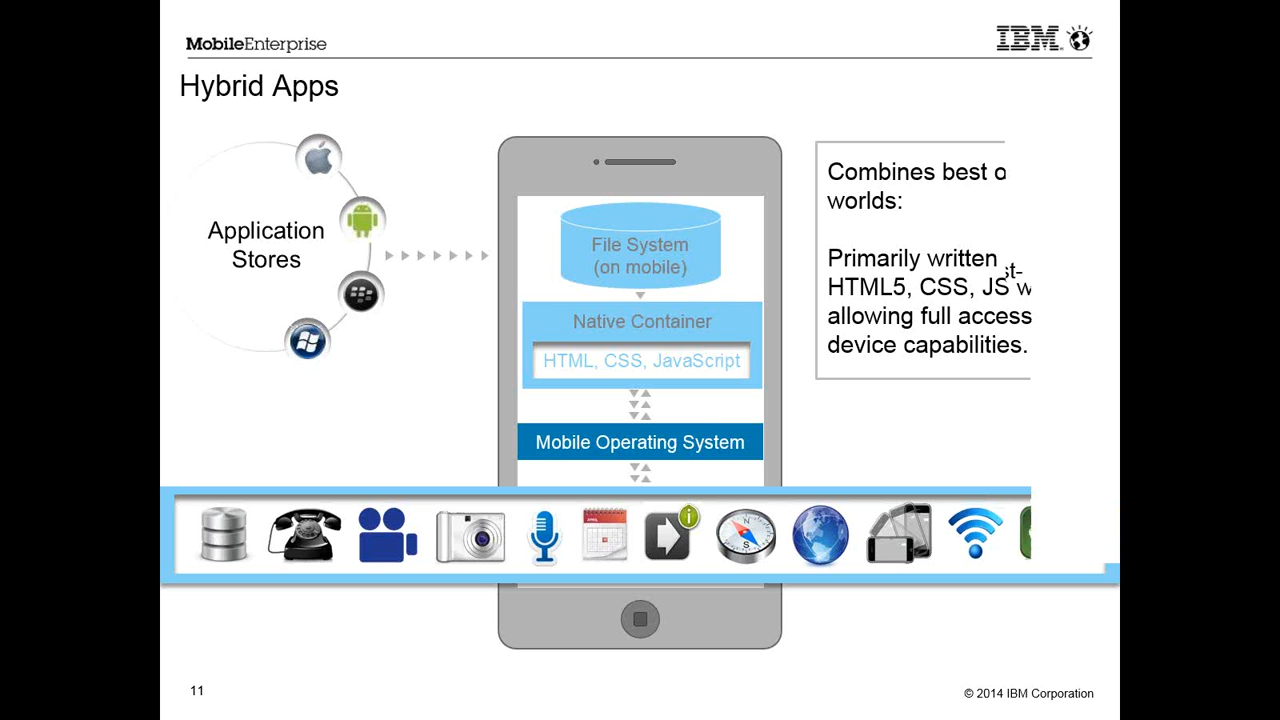 MobileEnterprise
IBM
Hybrid Apps
Application
Stores
File System
(on mobile)
Native Container
HTML, CSS, JavaScript
Mobile Operating System
Combines best
worlds:
Primarily written
HTML5, CSS, JS
allowing full access
device capabilities.
APRIL
i
N
S
11
© 2014 IBM Corporation